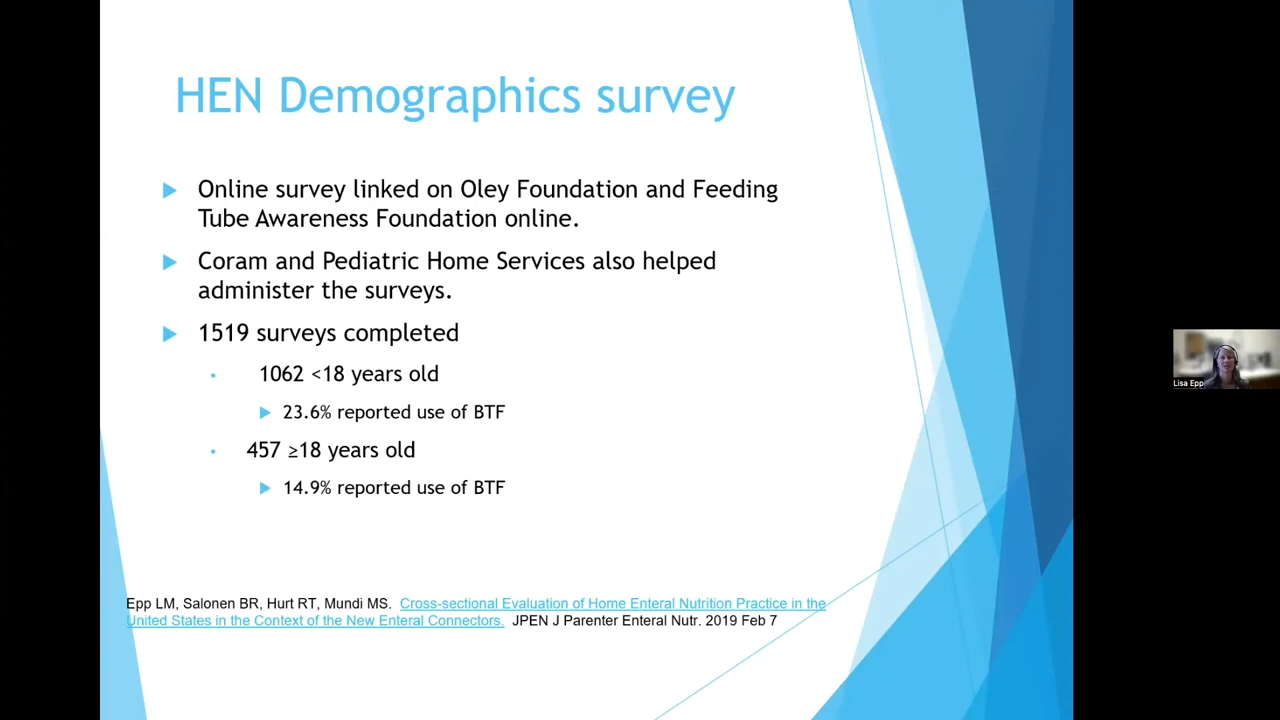 HEN Demographics survey
Online survey linked on Oley Foundation and Feeding
Tube Awareness Foundation online.
Coram and Pediatric Home Services also helped
administer the surveys.
1519 surveys completed
1062 <18 years old
23.6% reported use of BTF
457 ≥18 years old
14.9% reported use of BTF
Epp LM, Salonen BR, Hurt RT, Mundi MS. Cross-sectional Evaluation of Home Enteral Nutrition Practice in the
United States in the Context of the New Enteral Connectors. JPEN J Parenter Enteral Nutr. 2019 Feb 7
Lisa Epp